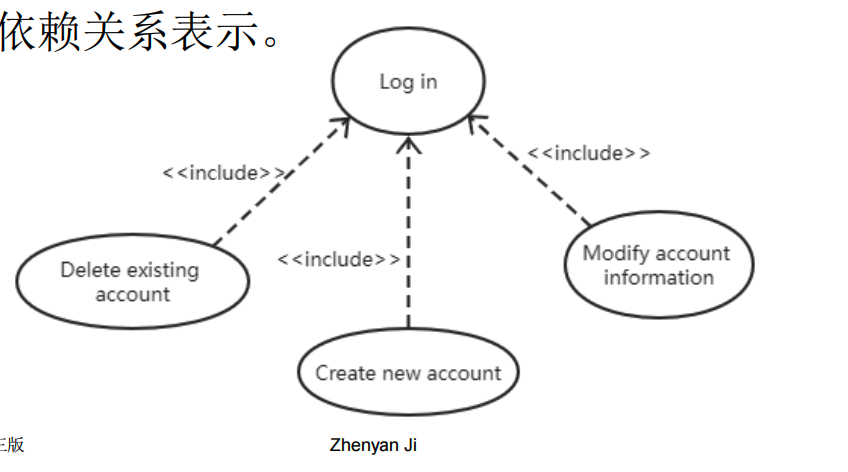 依赖关系表示。
Log in
<<include>>
<<include>>
<<include>>
Delete existing
account
Modify account
information
Create new account
正版
Zhenyan Ji